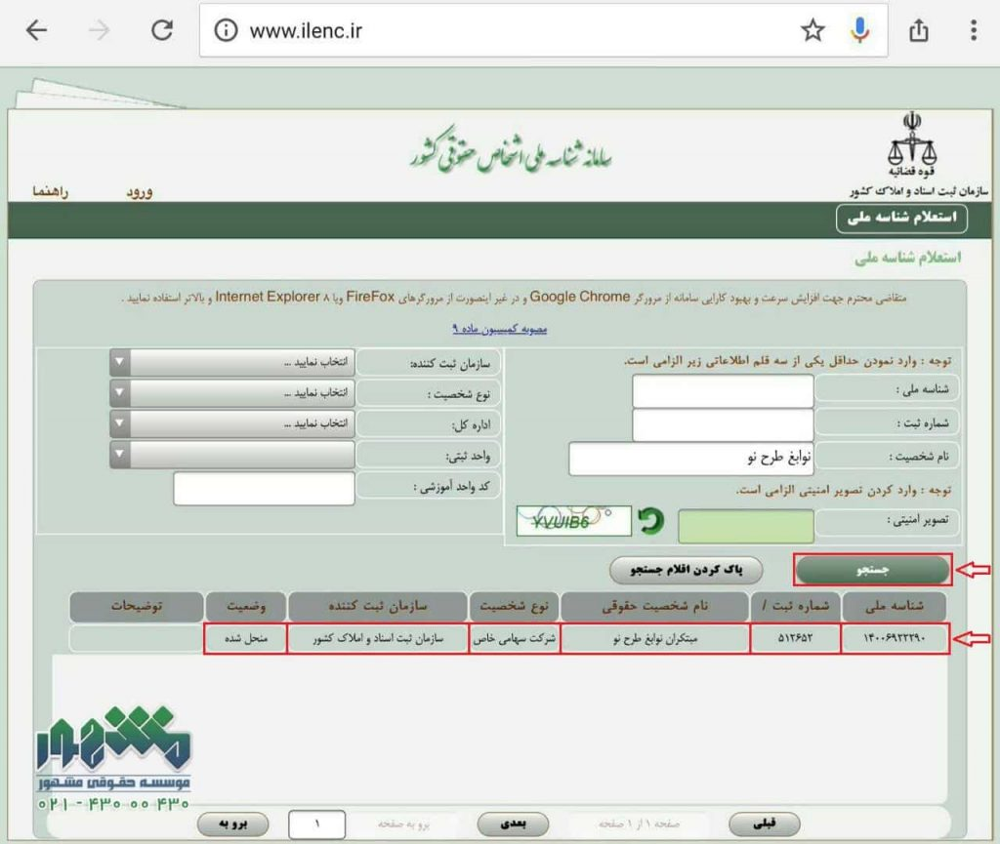 www.ilenc.ir
سامانه شناسه ملی اشخاص حقوقی کشور
قوه قضائیه
سازمان ثبت اسناد و املاک کشور
ورود
راهنما
استعلام شناسه ملی
استعلام شناسه ملی
متقاضی محترم جهت افزایش سرعت و بهبود کارایی سامانه از مرورگر Google Chrome و در غیر اینصورت از مرورگرهای FireFox ویا Internet Explorer ۸ و بالاتر استفاده نمایید .
مصوبه کمیسیون ماده ۹
توجه : وارد نمودن حداقل یکی از سه قلم اطلاعاتی زیر الزامی است.
شناسه ملی :
شماره ثبت :
نام شخصیت : نوابغ طرح نو
توجه : وارد کردن تصویر امنیتی الزامی است.
تصویر امنیتی : YVUIB6
سازمان ثبت کننده: انتخاب نمایید ...
نوع شخصیت : انتخاب نمایید ...
اداره کل: انتخاب نمایید ...
واحد ثبتی:
کد واحد آموزشی :
جستجو
پاک کردن اقلام جستجو
شناسه ملی شماره ثبت / نام شخصیت حقوقی نوع شخصیت سازمان ثبت کننده وضعیت توضیحات
۱۴۰۰۶۹۲۲۲۹۰ ۵۱۲۶۵۲ مبتکران نوابغ طرح نو شرکت سهامی خاص سازمان ثبت اسناد و املاک کشور منحل شده
مشهور
موسسه حقوقی مشهور
۰۲۱ - ۴۳۰ ۰۰ ۴۳۰
قبلی صفحه ۱ از ۱ صفحه بعدی برو به صفحه ۱ برو به